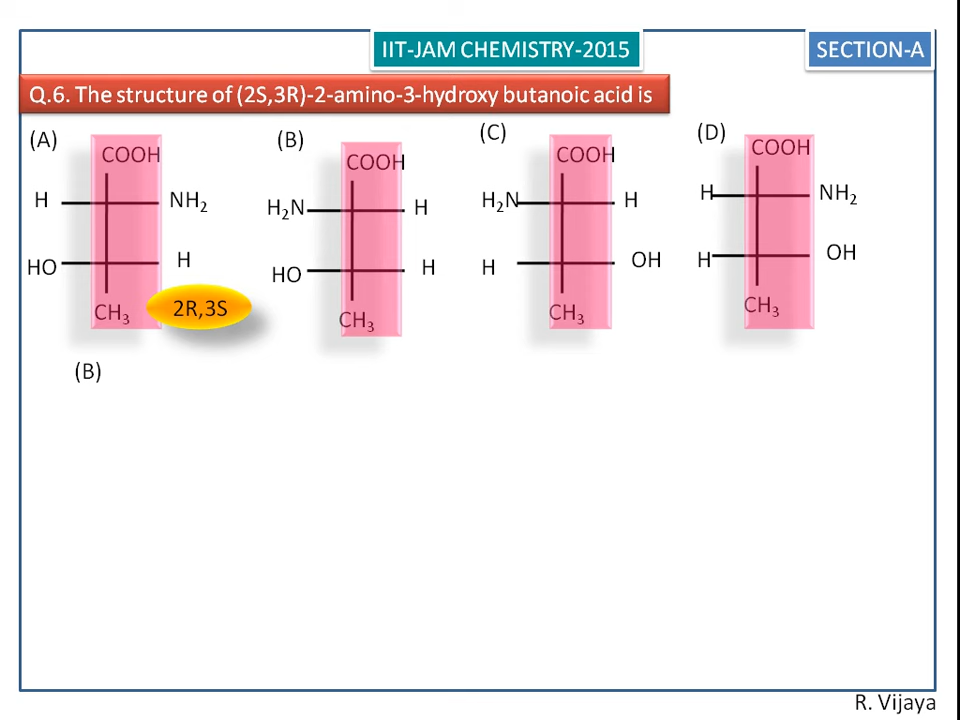 IIT-JAM CHEMISTRY-2015
SECTION-A
Q.6. The structure of (2S,3R)-2-amino-3-hydroxy butanoic acid is
(A)
COOH
H NH₂
HO H
CH₃
2R,3S
(B)
COOH
H₂N H
HO H
CH₃
(C)
COOH
H₂N H
H OH
CH₃
(D)
COOH
H NH₂
H OH
CH₃
(B)
R. Vijaya